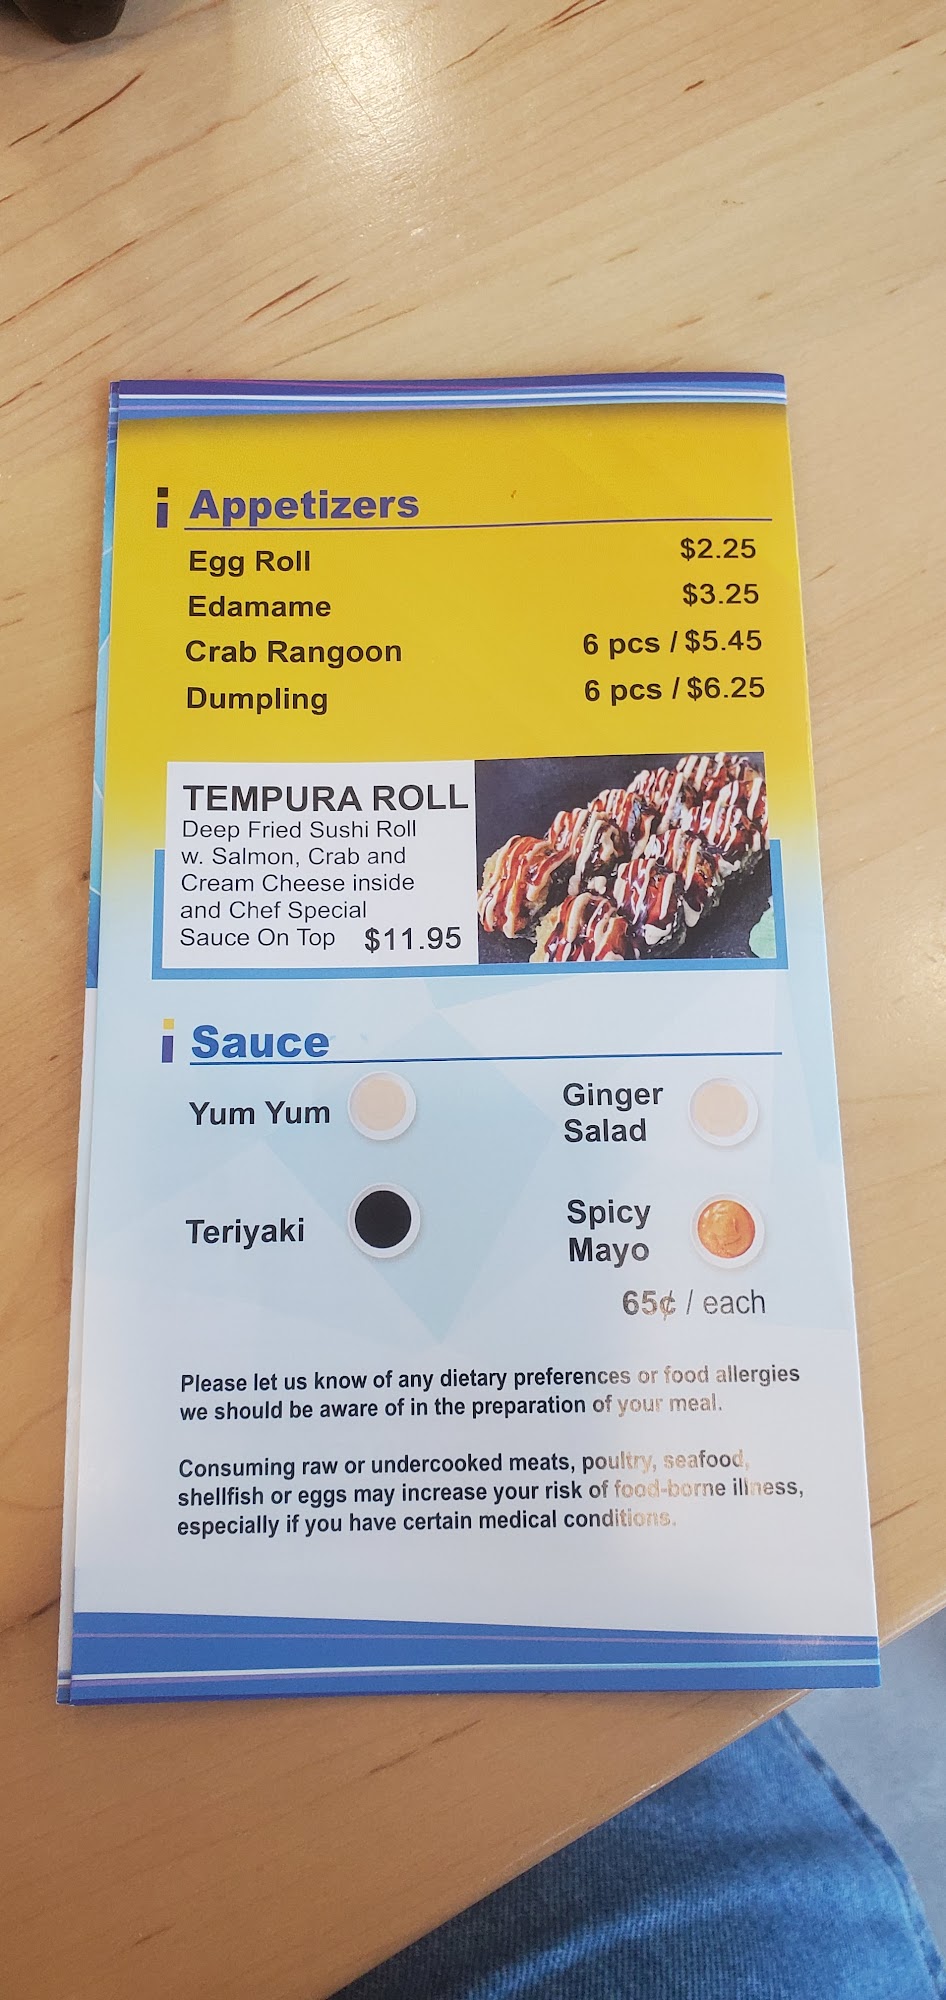 Appetizers
Egg Roll $2.25
Edamame $3.25
Crab Rangoon 6 pcs / $5.45
Dumpling 6 pcs / $6.25
TEMPURA ROLL
Deep Fried Sushi Roll
w. Salmon, Crab and
Cream Cheese inside
and Chef Special
Sauce On Top $11.95
Sauce
Yum Yum
Ginger
Salad
Teriyaki
Spicy
Mayo
65¢ / each
Please let us know of any dietary preferences or food allergies
we should be aware of in the preparation of your meal.
Consuming raw or undercooked meats, poultry, seafood,
shellfish or eggs may increase your risk of food-borne illness,
especially if you have certain medical conditions.